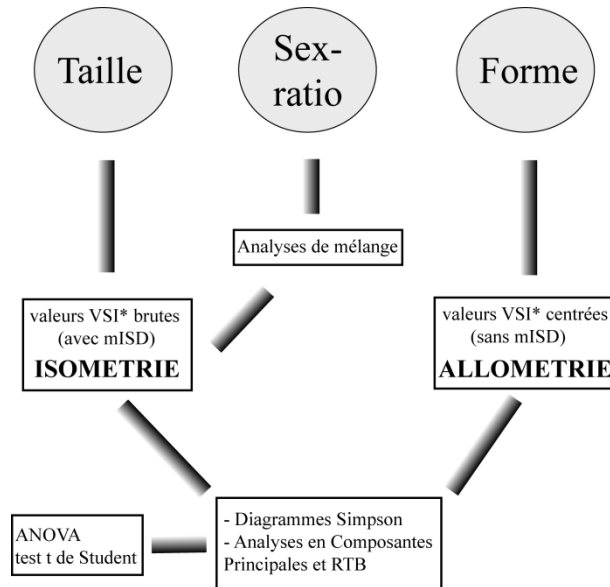 Taille
Sex-
ratio
Forme
Analyses de mélange
valeurs VSI* brutes
(avec mISD)
ISOMETRIE
valeurs VSI* centrées
(sans mISD)
ALLOMETRIE
ANOVA
test t de Student
- Diagrammes Simpson
- Analyses en Composantes
Principales et RTB